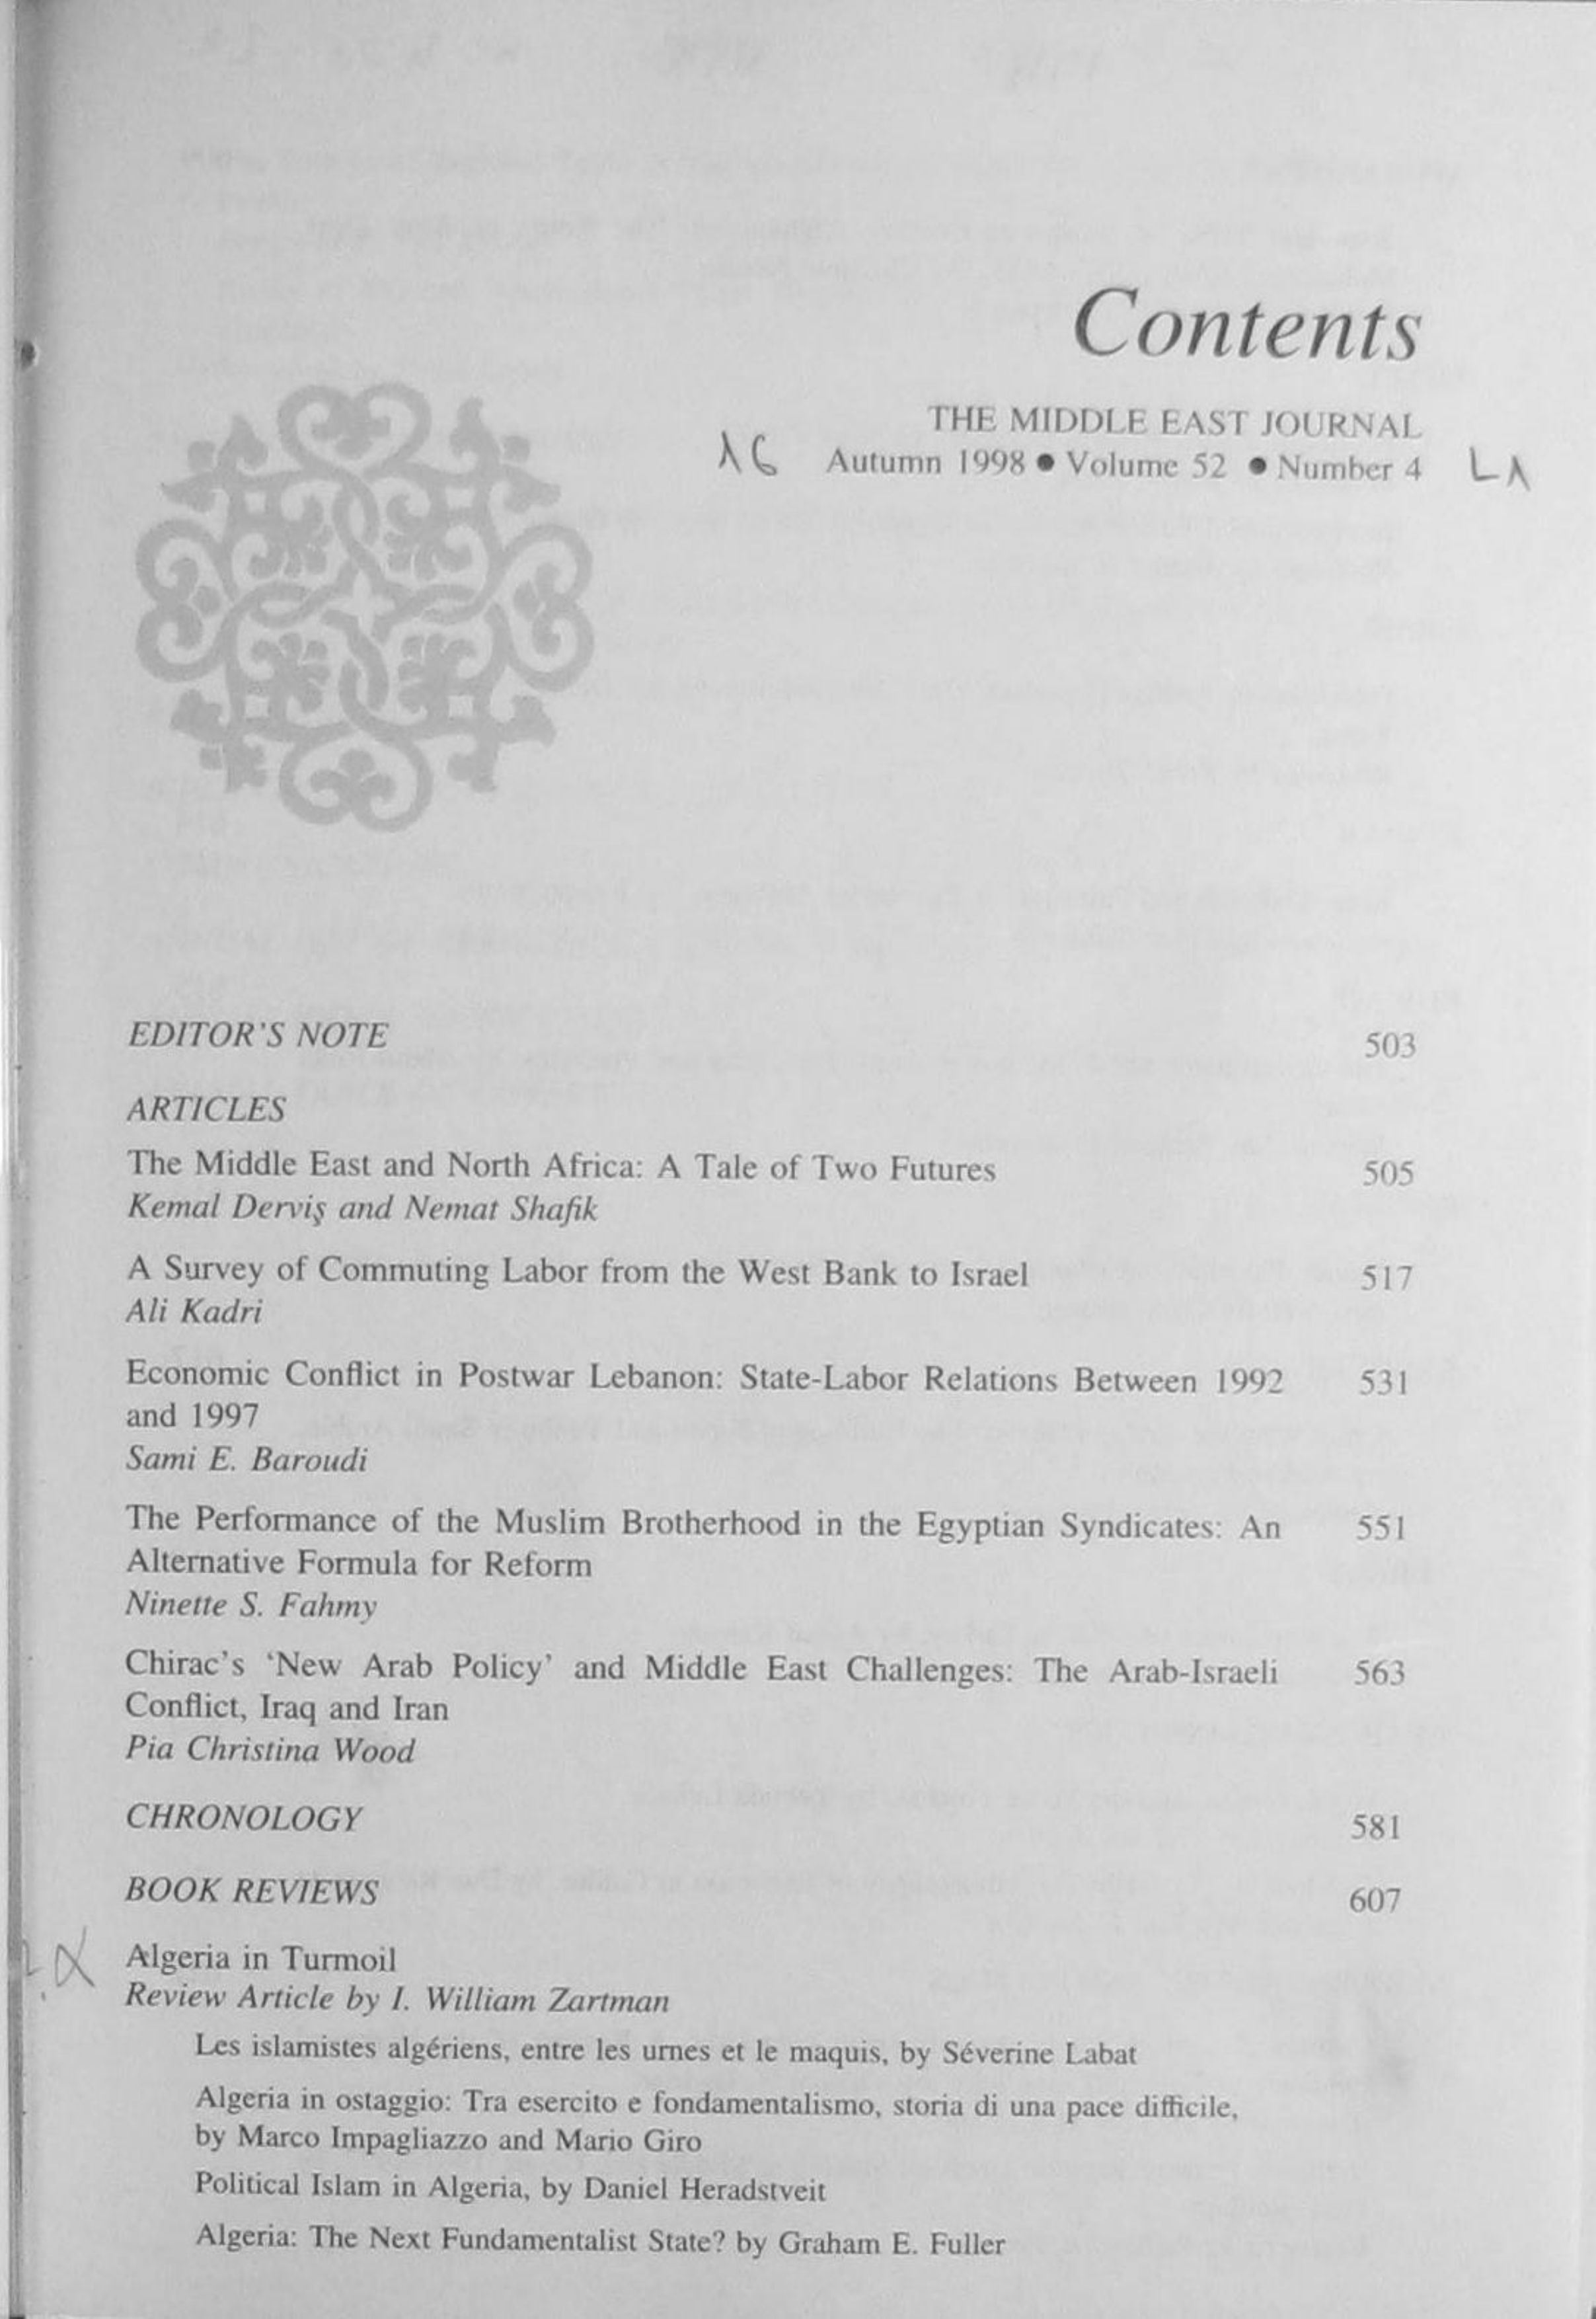 Contents
THE MIDDLE EAST JOURNAL
Autumn 1998 ● Volume 52 ● Number 4
EDITOR'S NOTE 503
ARTICLES
The Middle East and North Africa: A Tale of Two Futures 505
Kemal Derviş and Nemat Shafik
A Survey of Commuting Labor from the West Bank to Israel 517
Ali Kadri
Economic Conflict in Postwar Lebanon: State-Labor Relations Between 1992 531
and 1997
Sami E. Baroudi
The Performance of the Muslim Brotherhood in the Egyptian Syndicates: An 551
Alternative Formula for Reform
Ninette S. Fahmy
Chirac's 'New Arab Policy' and Middle East Challenges: The Arab-Israeli 563
Conflict, Iraq and Iran
Pia Christina Wood
CHRONOLOGY 581
BOOK REVIEWS 607
Algeria in Turmoil
Review Article by I. William Zartman
Les islamistes algériens, entre les urnes et le maquis, by Séverine Labat
Algeria in ostaggio: Tra esercito e fondamentalismo, storia di una pace difficile,
by Marco Impagliazzo and Mario Giro
Political Islam in Algeria, by Daniel Heradstveit
Algeria: The Next Fundamentalist State? by Graham E. Fuller